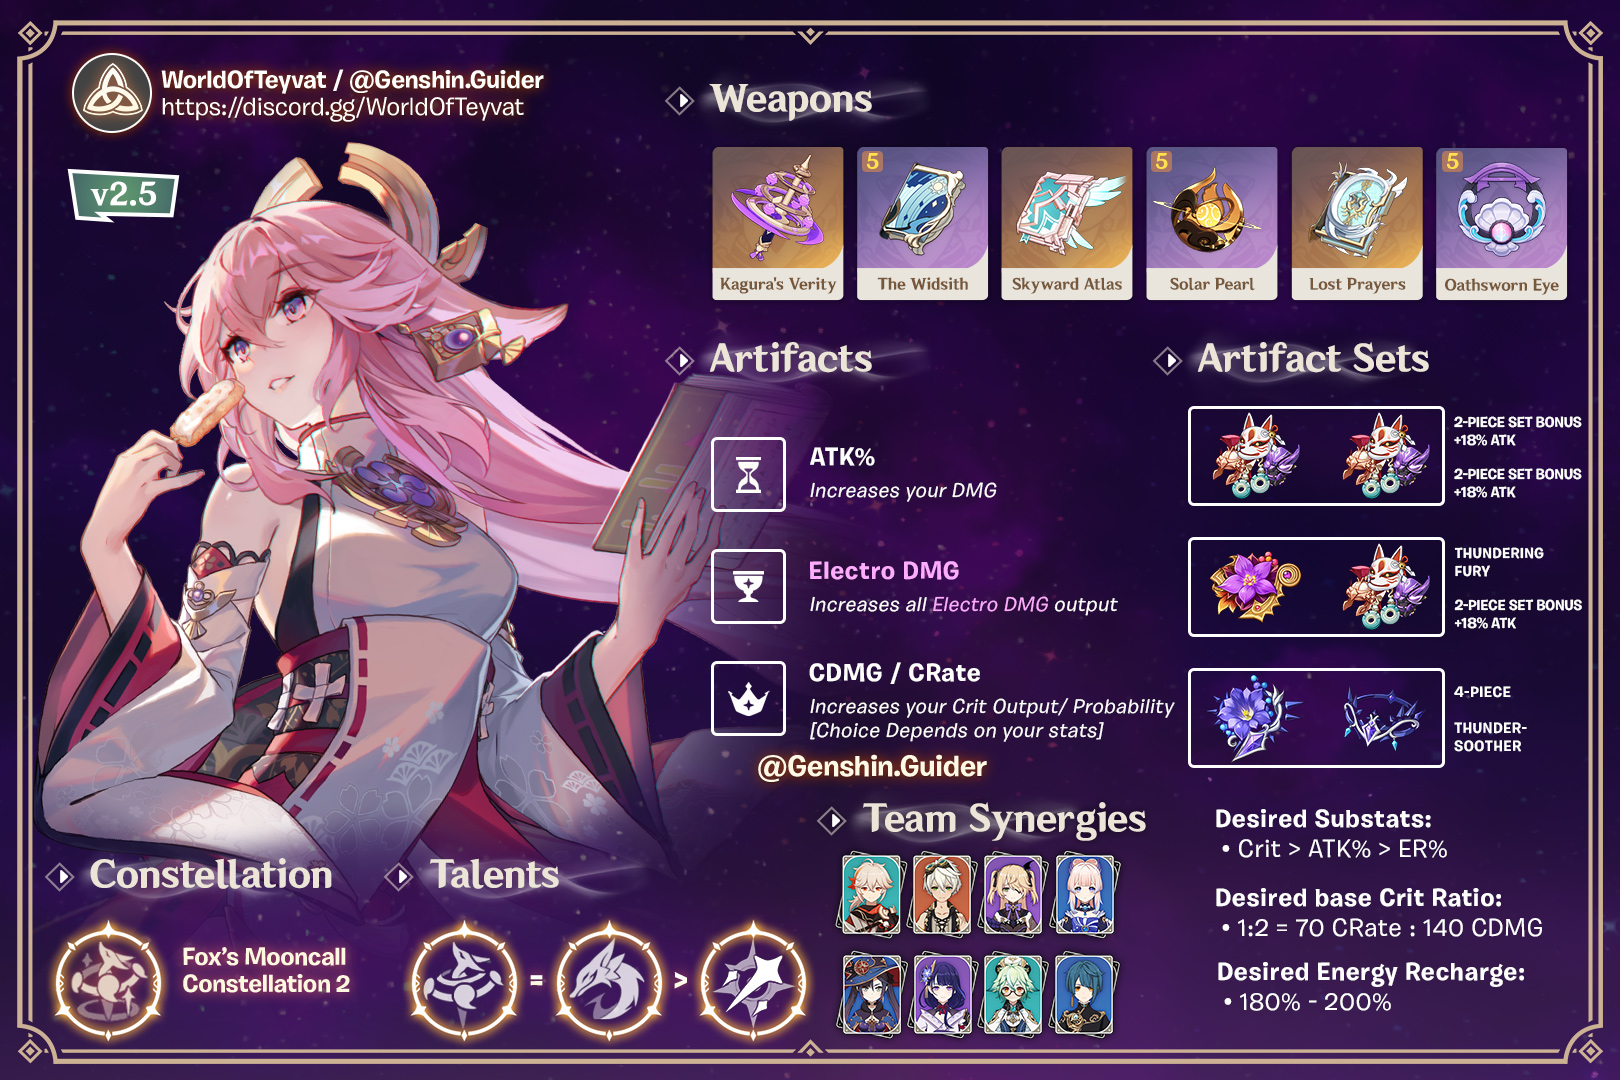 WorldOfTeyvat / @Genshin.Guider
https://discord.gg/WorldOfTeyvat
v2.5
Weapons
5
5
5
Kagura's Verity
The Widsith
Skyward Atlas
Solar Pearl
Lost Prayers
Oathsworn Eye
Artifacts
ATK%
Increases your DMG
Electro DMG
Increases all Electro DMG output
CDMG / CRate
Increases your Crit Output/ Probability
[Choice Depends on your stats]
@Genshin.Guider
Artifact Sets
2-PIECE SET BONUS
+18% ATK
2-PIECE SET BONUS
+18% ATK
THUNDERING
FURY
2-PIECE SET BONUS
+18% ATK
4-PIECE
THUNDER-
SOOTHER
Team Synergies
Desired Substats:
• Crit > ATK% > ER%
Desired base Crit Ratio:
• 1:2 = 70 CRate : 140 CDMG
Desired Energy Recharge:
• 180% - 200%
Constellation
Fox's Mooncall
Constellation 2
Talents
= >